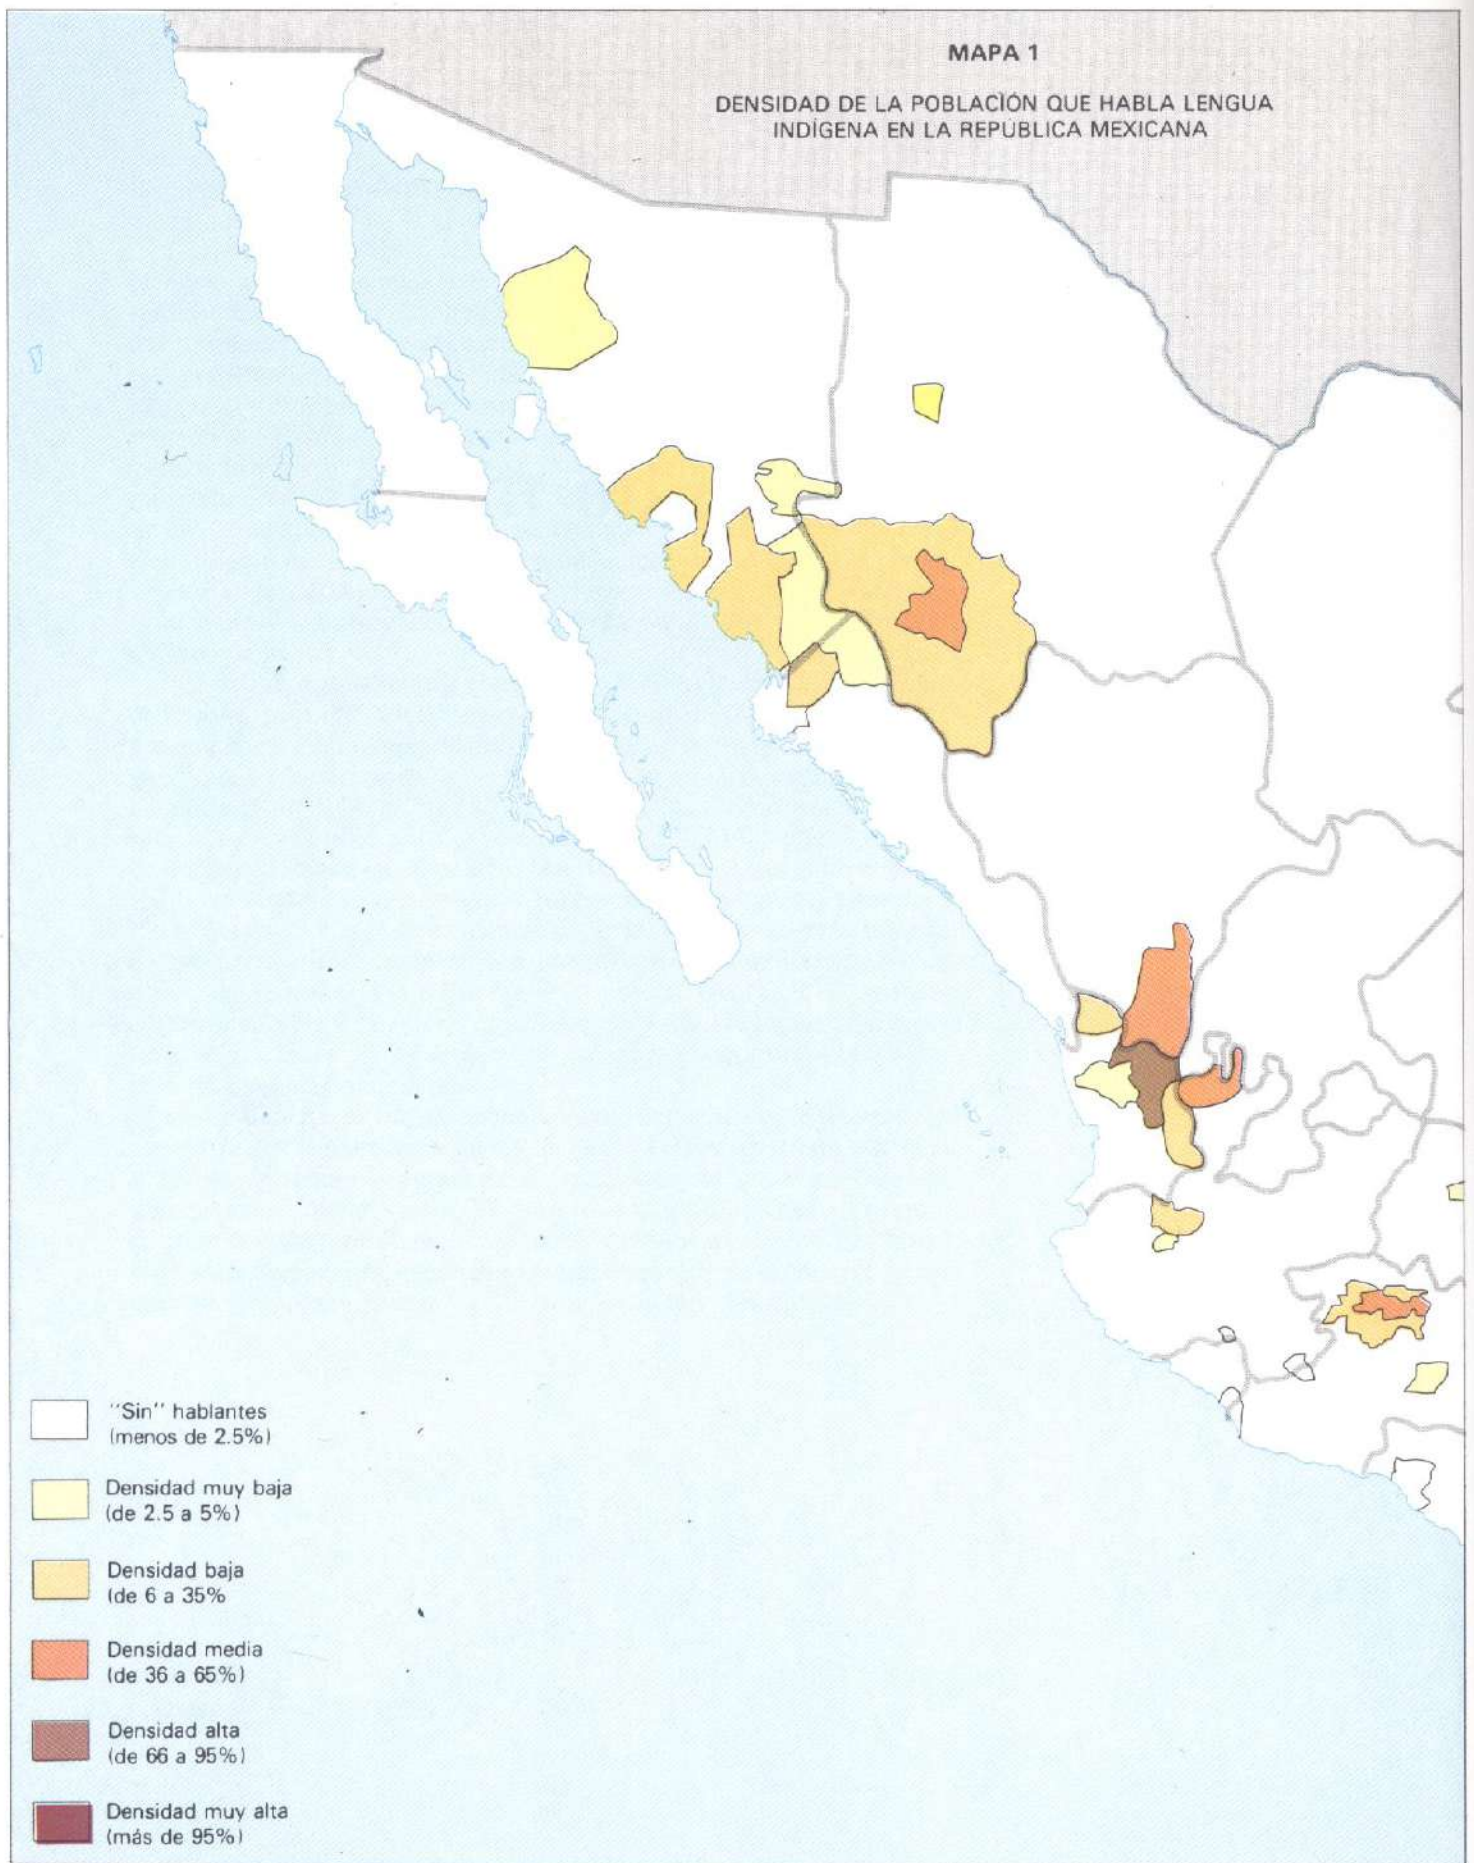 MAPA 1
DENSIDAD DE LA POBLACIÓN QUE HABLA LENGUA
INDÍGENA EN LA REPUBLICA MEXICANA
"Sin" hablantes
(menos de 2.5%)
Densidad muy baja
(de 2.5 a 5%)
Densidad baja
(de 6 a 35%
Densidad media
(de 36 a 65%)
Densidad alta
(de 66 a 95%)
Densidad muy alta
(más de 95%)